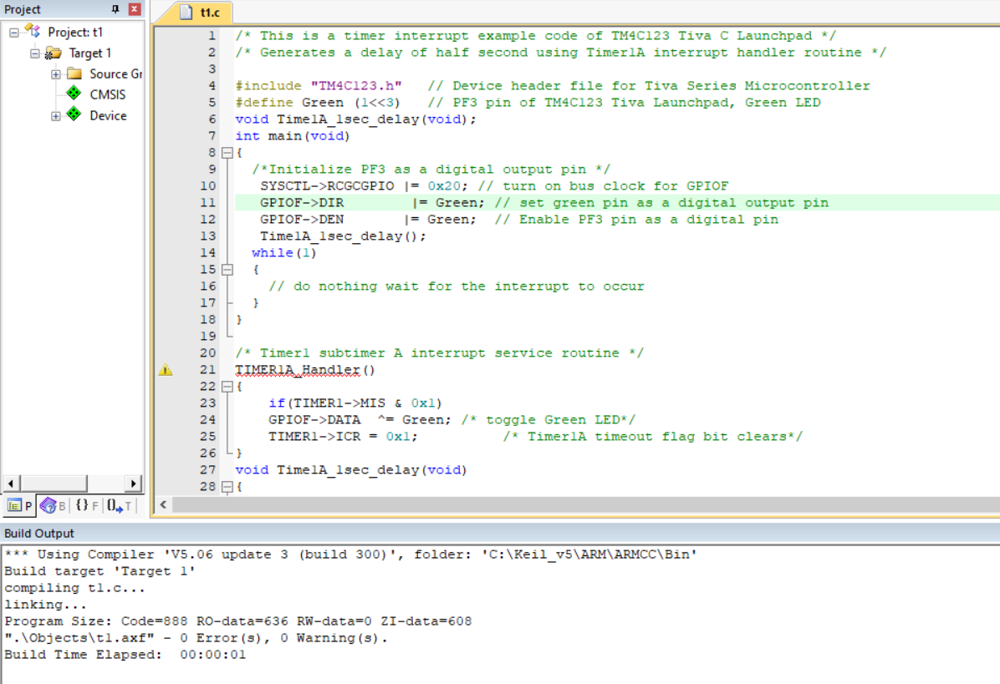 Project
Project: t1
Target 1
Source Gr
CMSIS
Device
P B {} F 0 T
t1.c
1 /* This is a timer interrupt example code of TM4C123 Tiva C Launchpad */
2 /* Generates a delay of half second using Timer1A interrupt handler routine */
3
4 #include "TM4C123.h"   // Device header file for Tiva Series Microcontroller
5 #define Green (1<<3)   // PF3 pin of TM4C123 Tiva Launchpad, Green LED
6 void Time1A_1sec_delay(void);
7 int main(void)
8 {
9   /*Initialize PF3 as a digital output pin */
10    SYSCTL->RCGCGPIO |= 0x20; // turn on bus clock for GPIOF
11    GPIOF->DIR        |= Green; // set green pin as a digital output pin
12    GPIOF->DEN       |= Green;  // Enable PF3 pin as a digital pin
13    Time1A_1sec_delay();
14   while(1)
15   {
16     // do nothing wait for the interrupt to occur
17   }
18 }
19
20 /* Timer1 subtimer A interrupt service routine */
21 TIMER1A_Handler()
22 {
23     if(TIMER1->MIS & 0x1)
24     GPIOF->DATA  ^= Green; /* toggle Green LED*/
25     TIMER1->ICR = 0x1;          /* Timer1A timeout flag bit clears*/
26 }
27 void Time1A_1sec_delay(void)
28 {
Build Output
*** Using Compiler 'V5.06 update 3 (build 300)', folder: 'C:\Keil_v5\ARM\ARMCC\Bin'
Build target 'Target 1'
compiling t1.c...
linking...
Program Size: Code=888 RO-data=636 RW-data=0 ZI-data=608
".\Objects\t1.axf" - 0 Error(s), 0 Warning(s).
Build Time Elapsed:  00:00:01